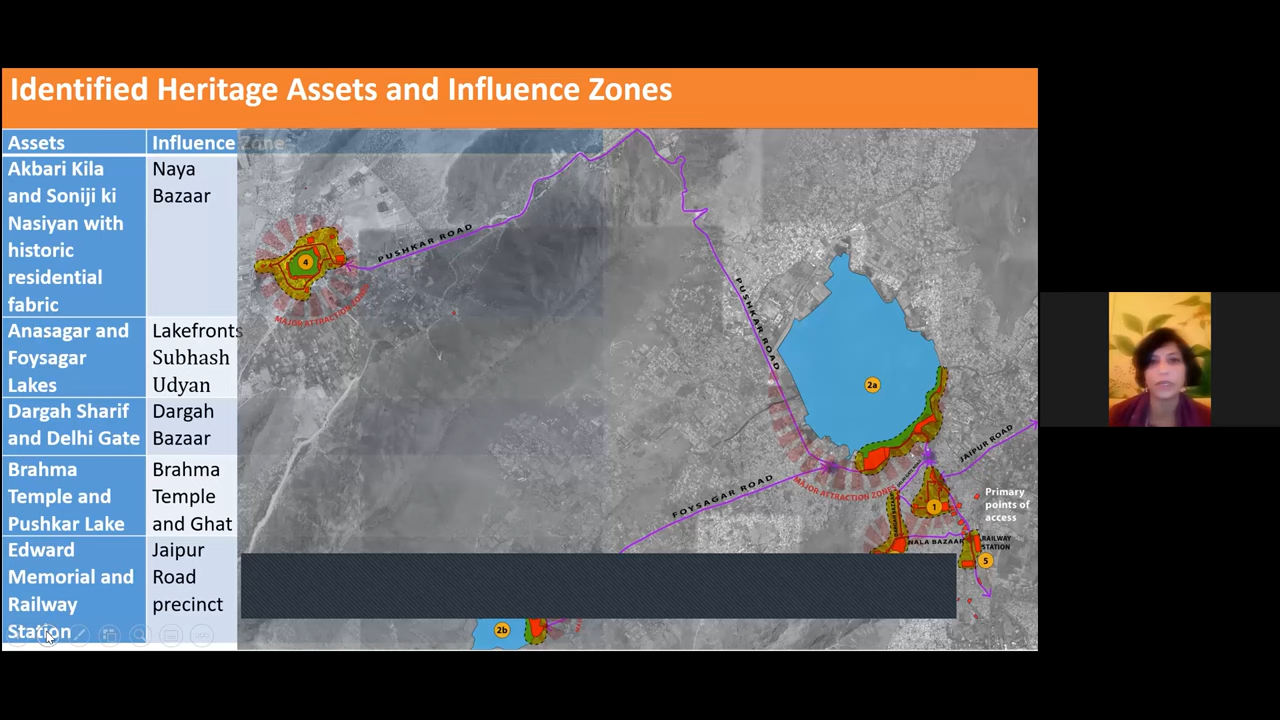 Identified Heritage Assets and Influence Zones
Assets
Influence Zone
Akbari Kila
and Soniji ki
Nasiyan with
historic
residential
fabric
Naya
Bazaar
Anasagar and
Foysagar
Lakes
Lakefronts
Subhash
Udyan
Dargah Sharif
and Delhi Gate
Dargah
Bazaar
Brahma
Temple and
Pushkar Lake
Brahma
Temple
and Ghat
Edward
Memorial and
Railway
Station
Jaipur
Road
precinct
PUSHKAR ROAD
4
MAJOR ATTRACTION ZONES
PUSHKAR ROAD
2a
JAIPUR ROAD
FOYSAGAR ROAD
MAJOR ATTRACTION ZONES
Primary
points of
access
1
NALA BAZAAR
RAILWAY
STATION
5
2b